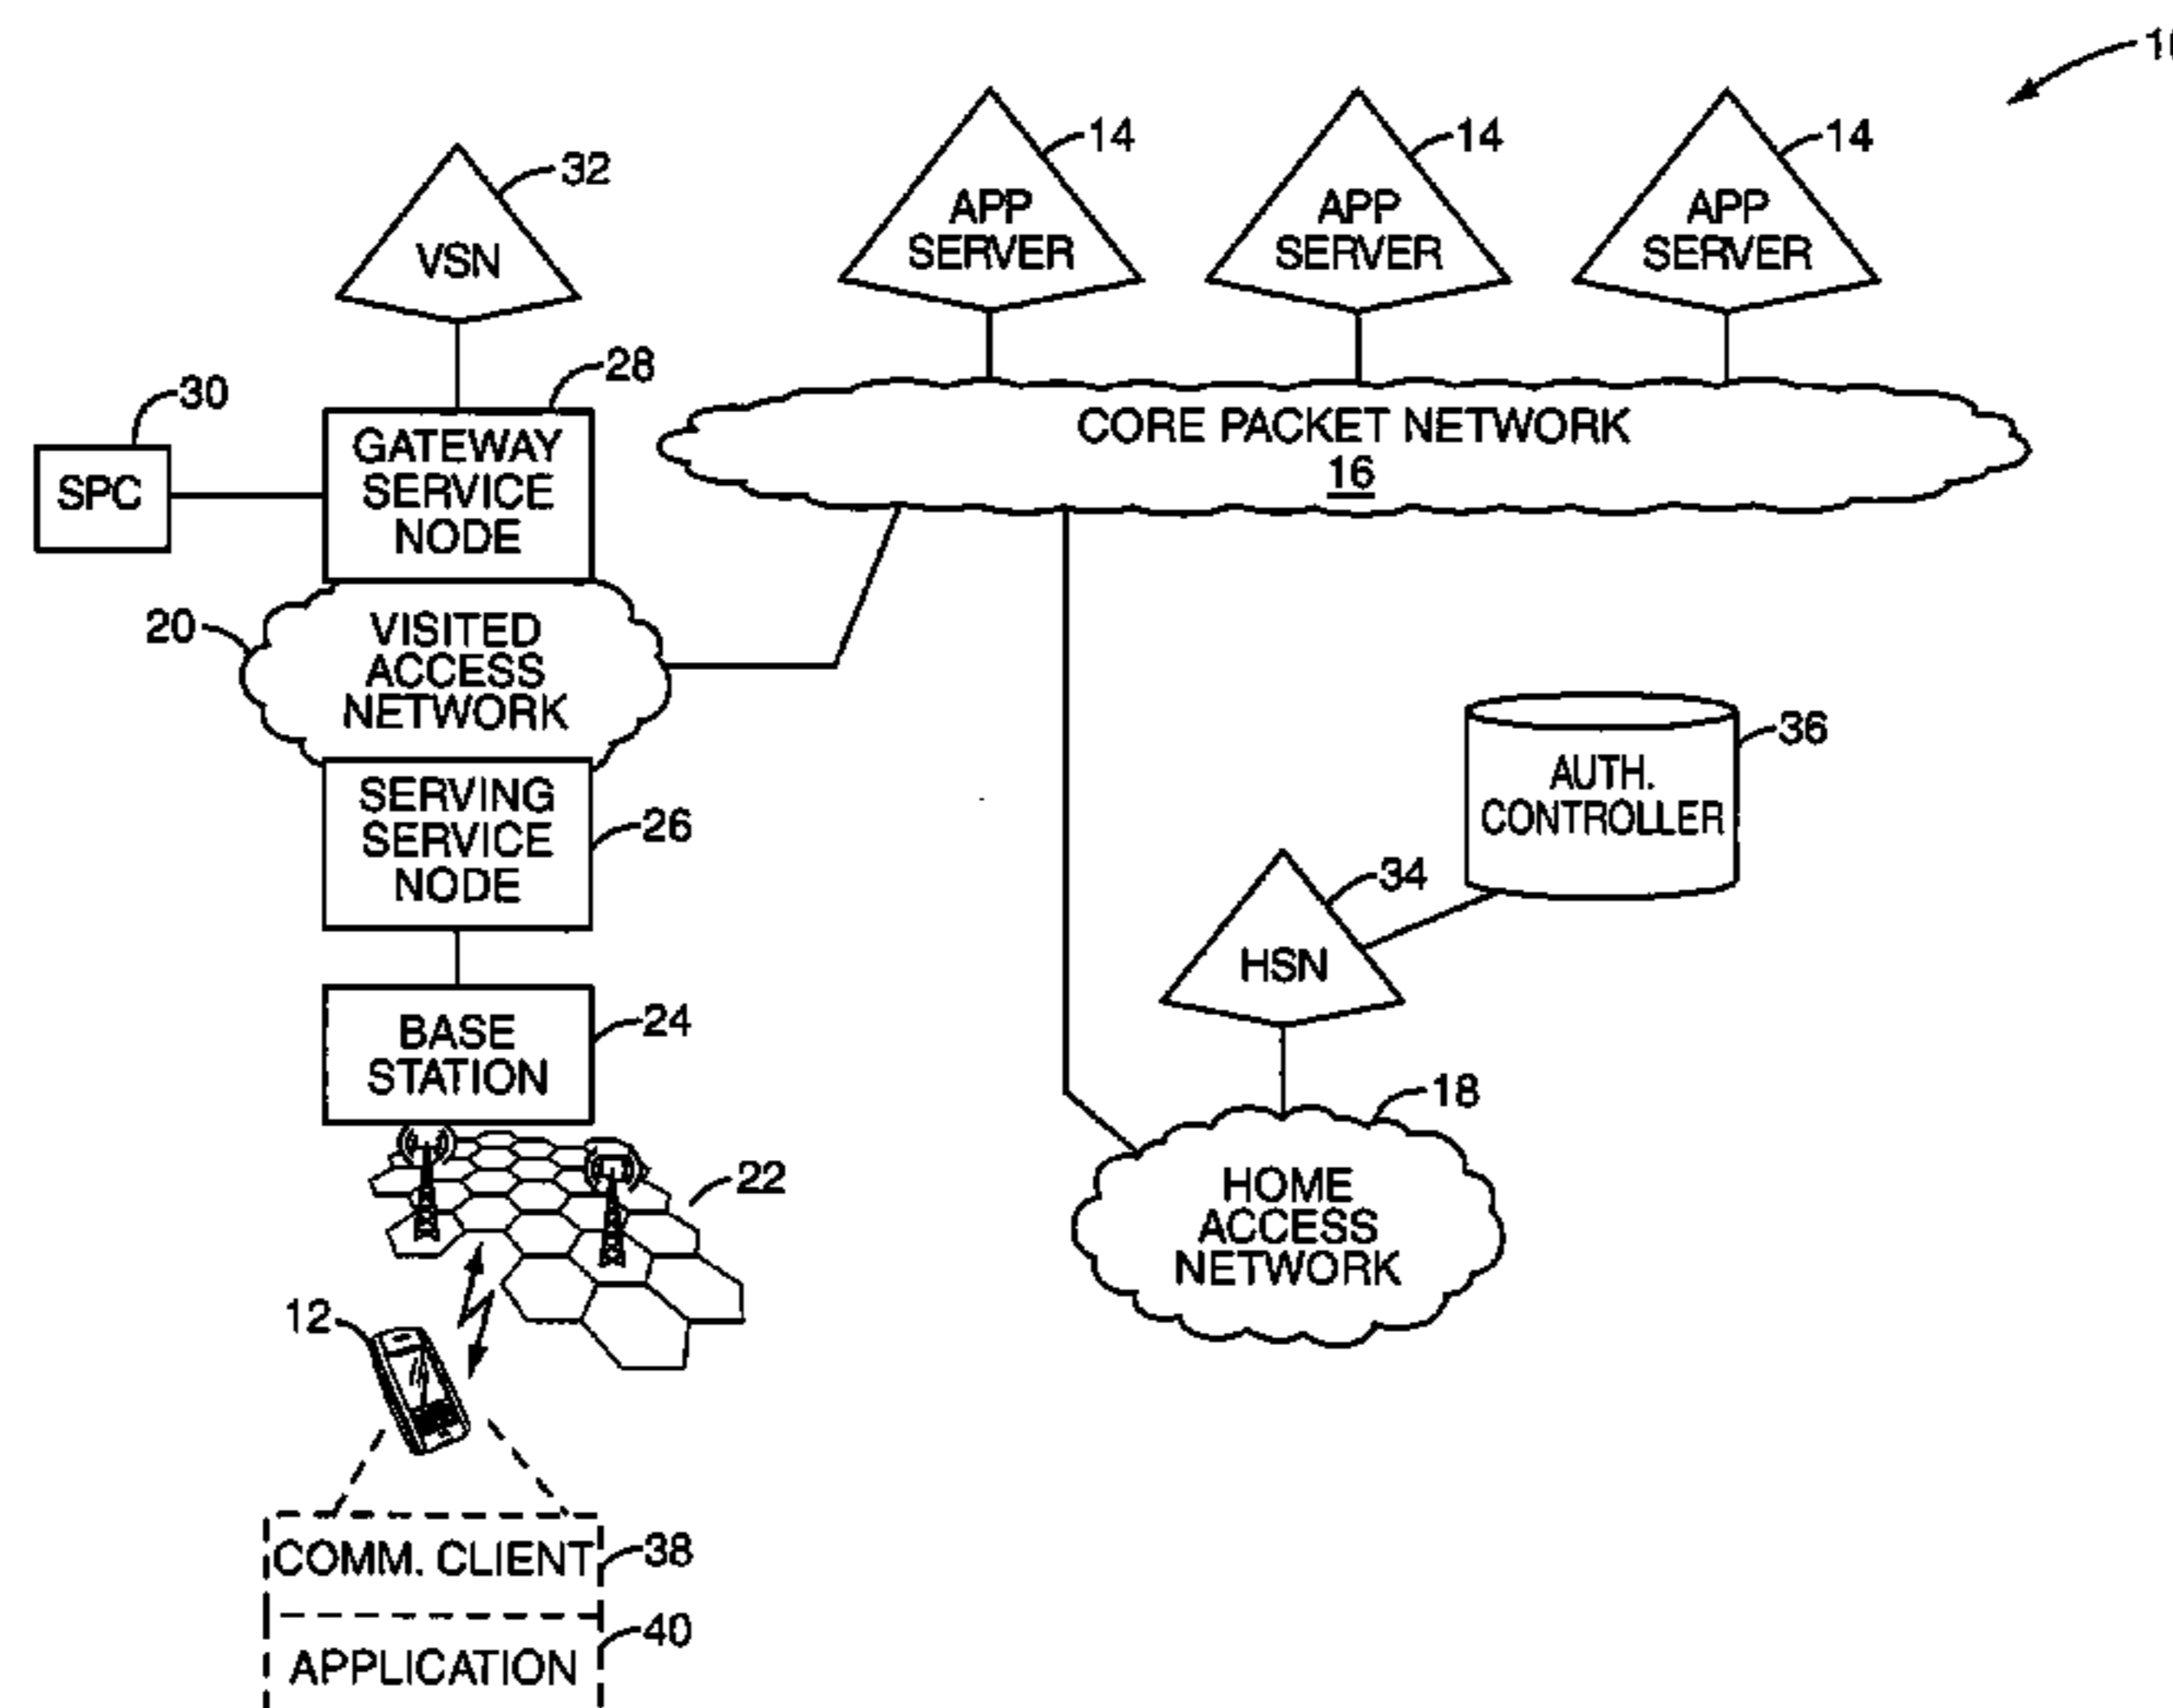 10
14
14
14
32
APP
SERVER
APP
SERVER
APP
SERVER
VSN
28
30
GATEWAY
SERVICE
NODE
SPC
CORE PACKET NETWORK
16
20
VISITED
ACCESS
NETWORK
36
AUTH.
CONTROLLER
SERVING
SERVICE
NODE
26
34
HSN
24
BASE
STATION
18
22
HOME
ACCESS
NETWORK
12
COMM. CLIENT
38
40
APPLICATION